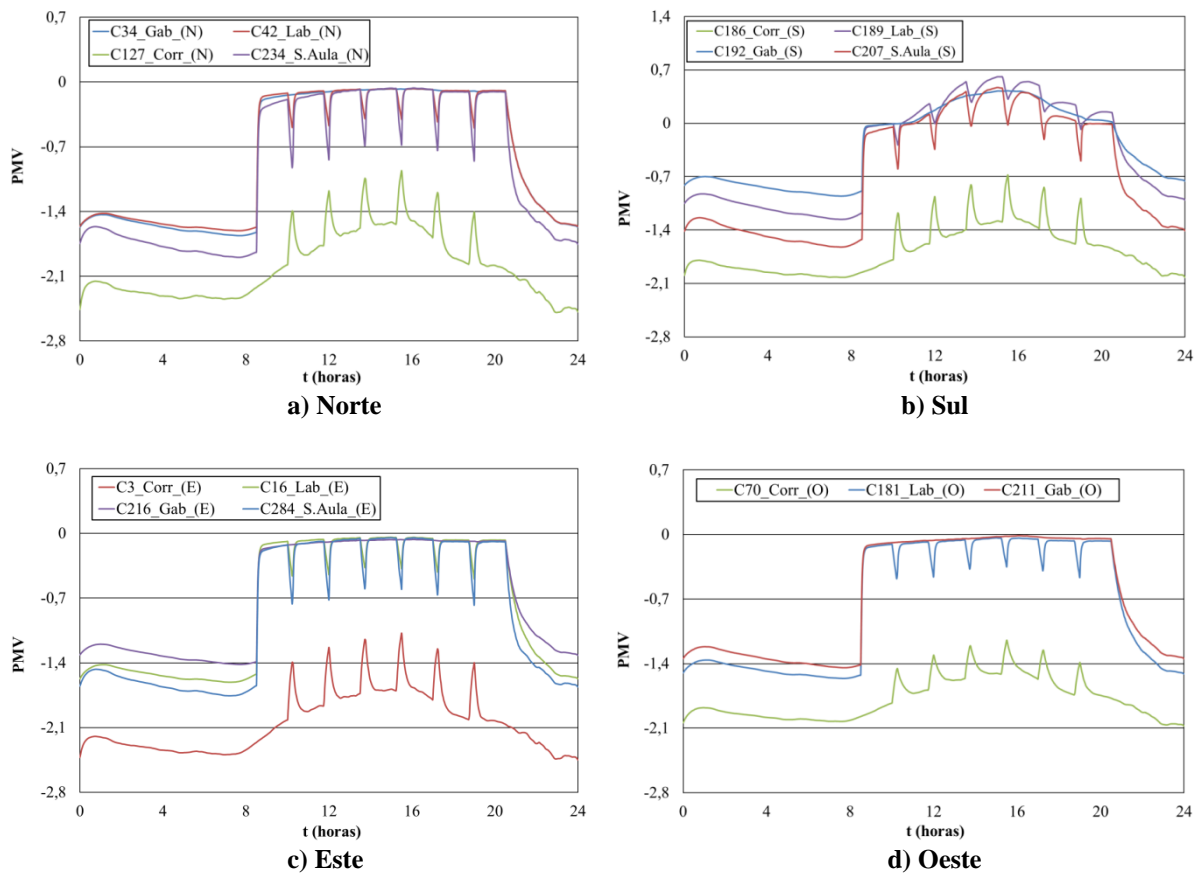 0,7
0
-0,7
-1,4
-2,1
-2,8
PMV
C34_Gab_(N) C42_Lab_(N)
C127_Corr_(N) C234_S.Aula_(N)
0 4 8 12 16 20 24
t (horas)
a) Norte
1,4
0,7
0
-0,7
-1,4
-2,1
-2,8
PMV
C186_Corr_(S) C189_Lab_(S)
C192_Gab_(S) C207_S.Aula_(S)
0 4 8 12 16 20 24
t (horas)
b) Sul
0,7
0
-0,7
-1,4
-2,1
-2,8
PMV
C3_Corr_(E) C16_Lab_(E)
C216_Gab_(E) C284_S.Aula_(E)
0 4 8 12 16 20 24
t (horas)
c) Este
0,7
0
-0,7
-1,4
-2,1
-2,8
PMV
C70_Corr_(O) C181_Lab_(O) C211_Gab_(O)
0 4 8 12 16 20 24
t (horas)
d) Oeste